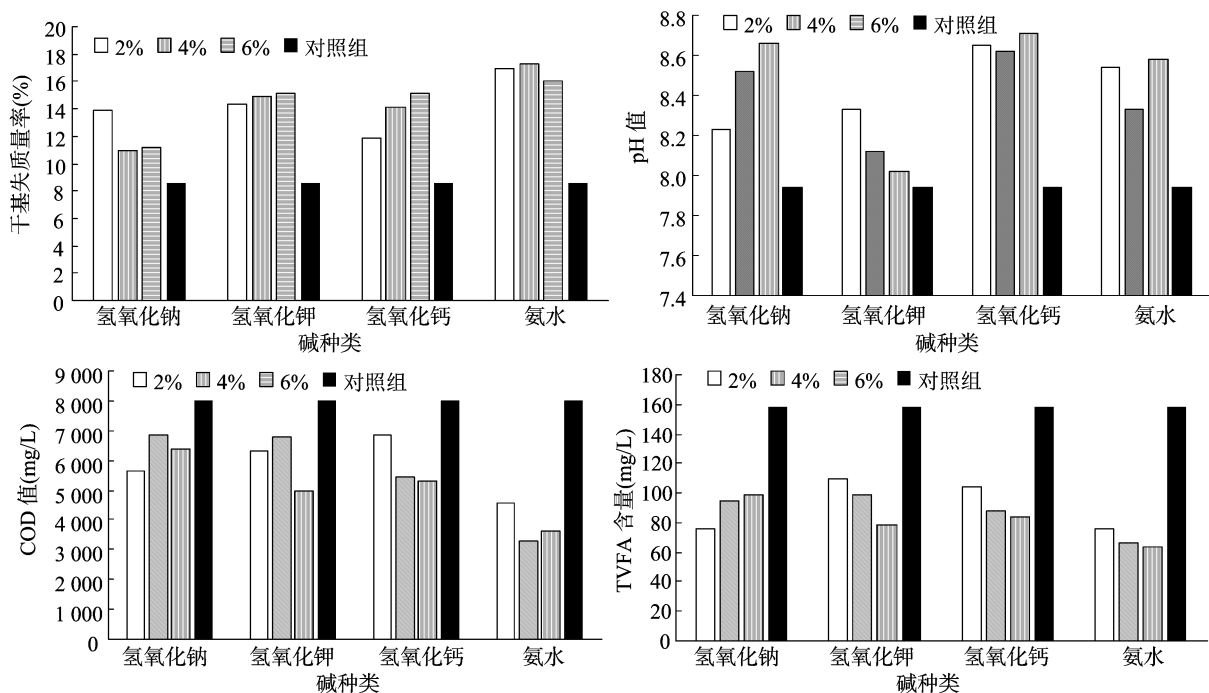 20
18
16
14
12
10
8
6
4
2
0
干基失质量率(%)
2% 4% 6% 对照组
氢氧化钠 氢氧化钾 氢氧化钙 氨水
碱种类
8.8
8.6
8.4
8.2
8.0
7.8
7.6
7.4
pH 值
2% 4% 6% 对照组
氢氧化钠 氢氧化钾 氢氧化钙 氨水
碱种类
9 000
8 000
7 000
6 000
5 000
4 000
3 000
2 000
1 000
0
COD 值(mg/L)
2% 4% 6% 对照组
氢氧化钠 氢氧化钾 氢氧化钙 氨水
碱种类
180
160
140
120
100
80
60
40
20
0
TVFA 含量(mg/L)
2% 4% 6% 对照组
氢氧化钠 氢氧化钾 氢氧化钙 氨水
碱种类